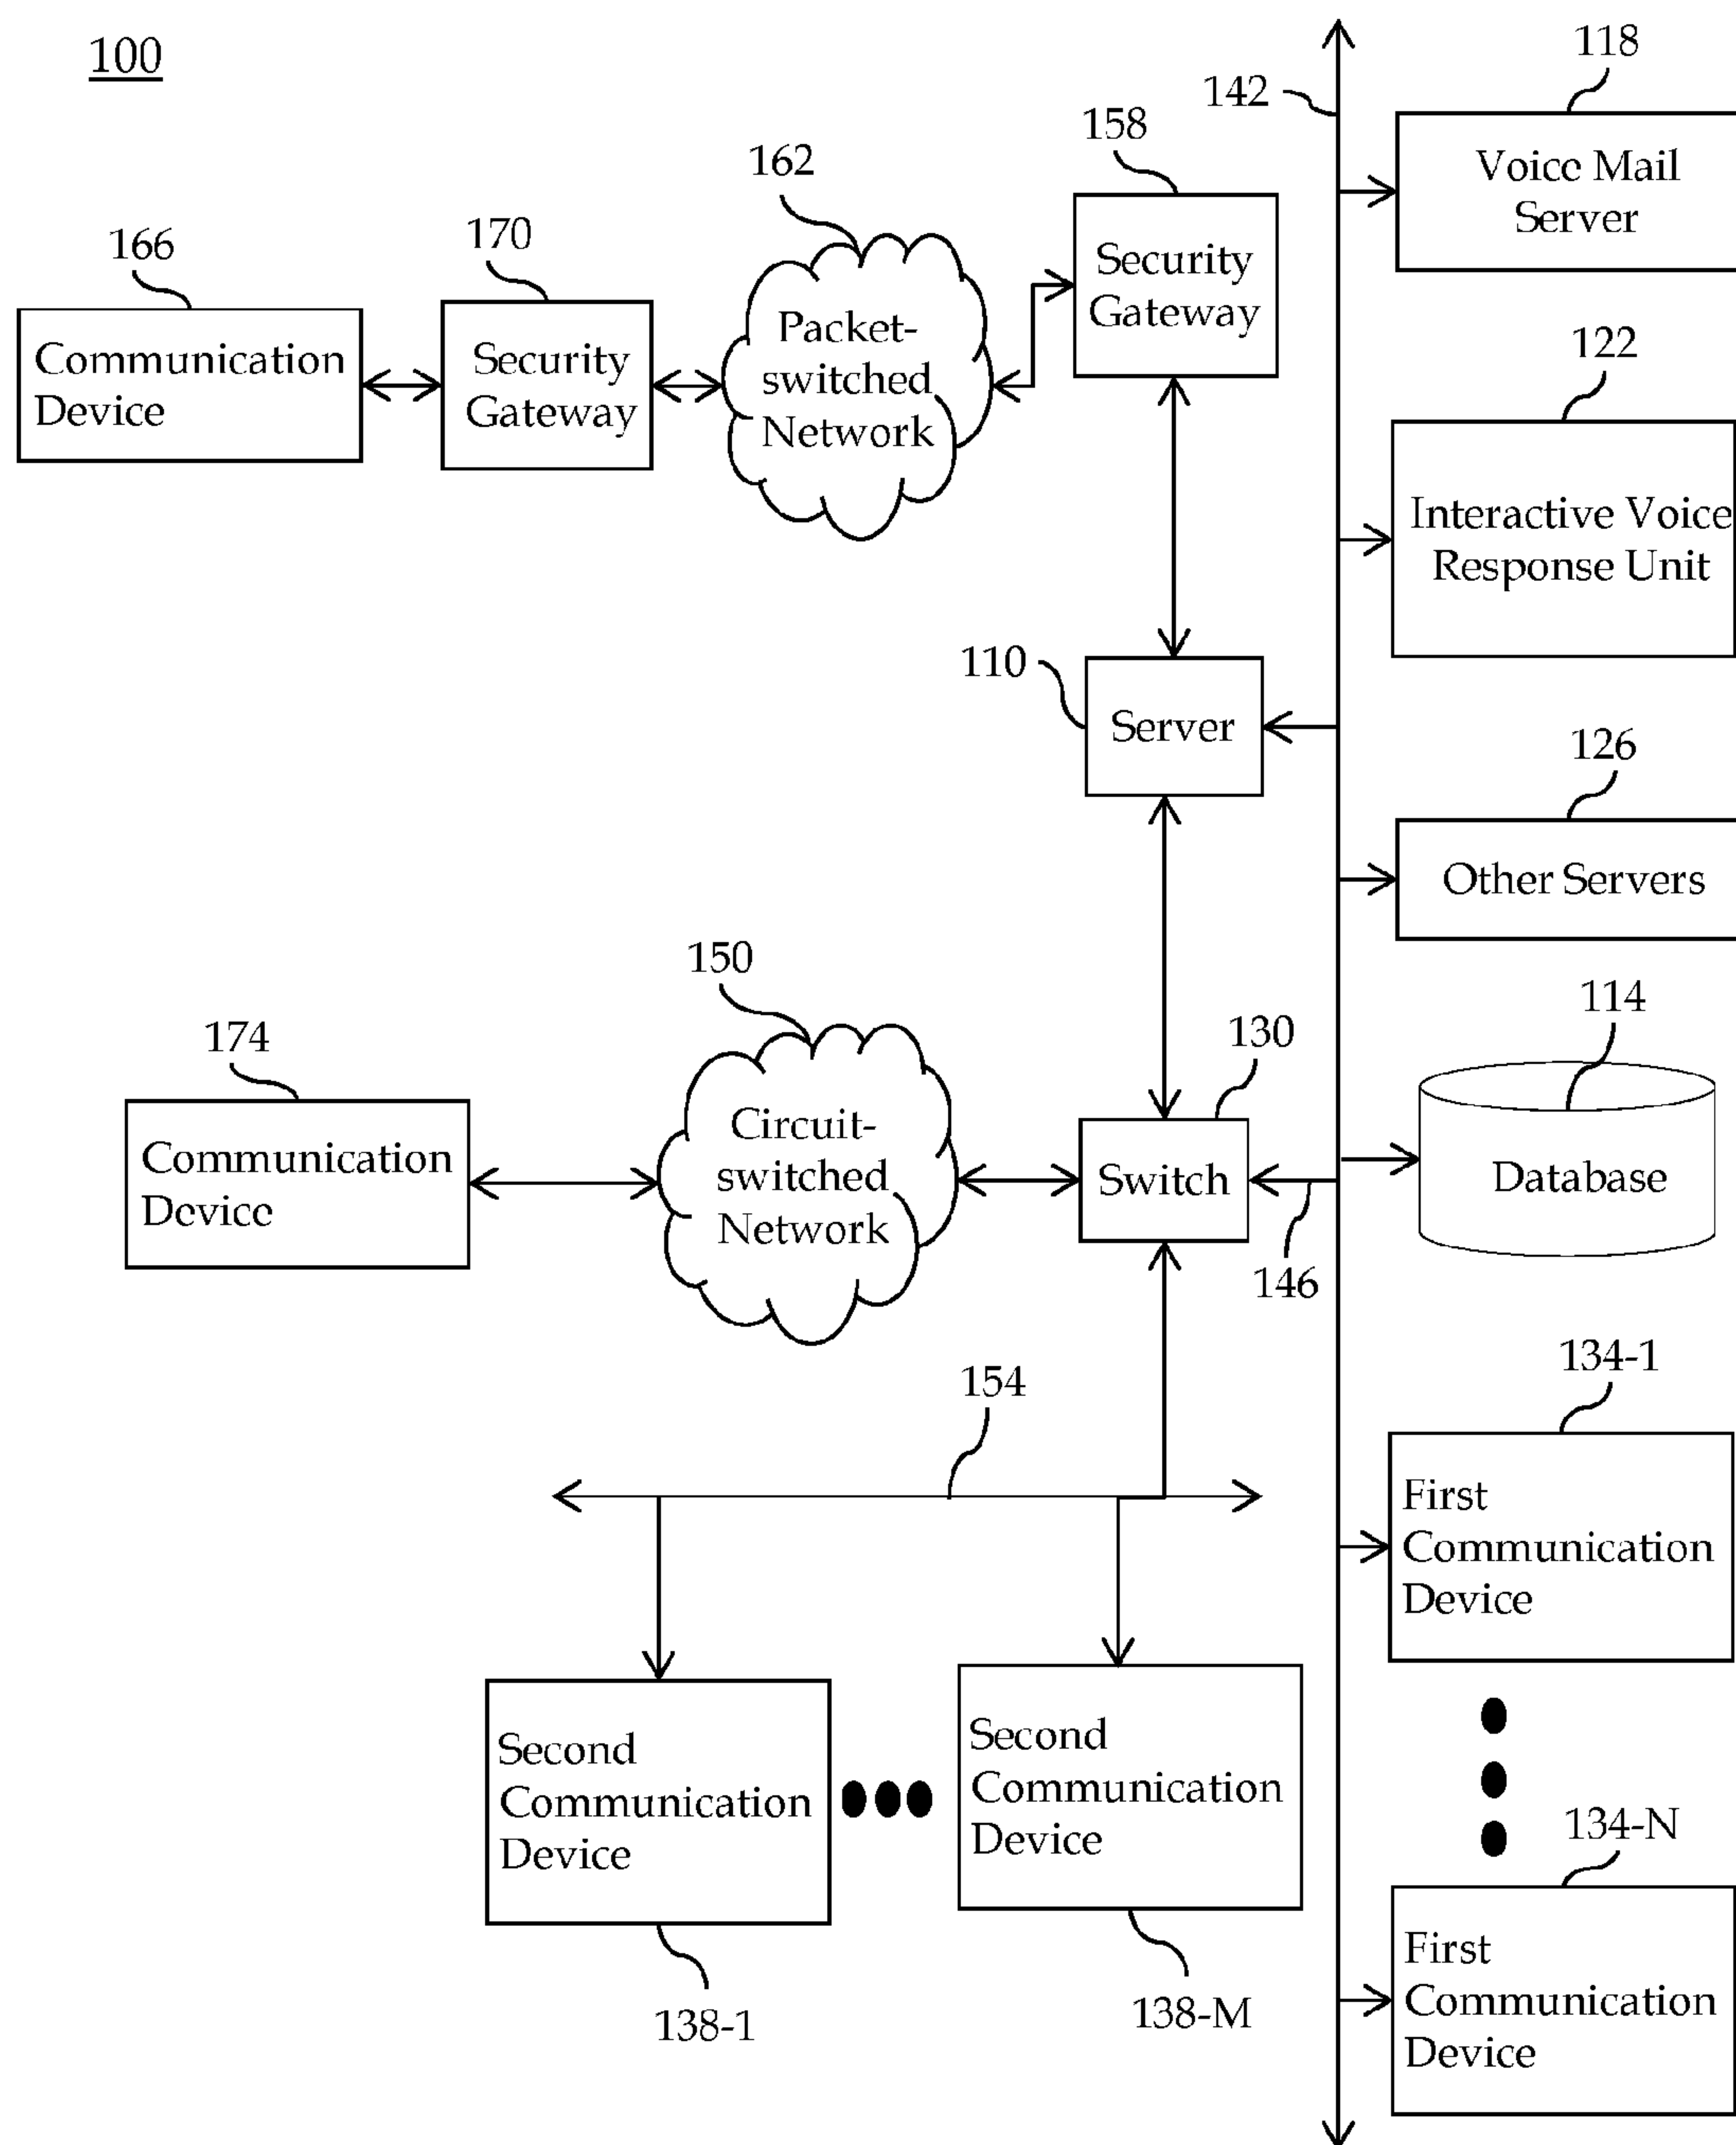 100
118
142
158
Voice Mail
Server
162
170
166
Security
Gateway
Packet-
switched
Network
Security
Gateway
Communication
Device
122
Interactive Voice
Response Unit
110
Server
126
Other Servers
150
114
130
174
Circuit-
switched
Network
Communication
Device
Switch
Database
146
134-1
154
First
Communication
Device
Second
Communication
Device
Second
Communication
Device
134-N
First
Communication
Device
138-1
138-M